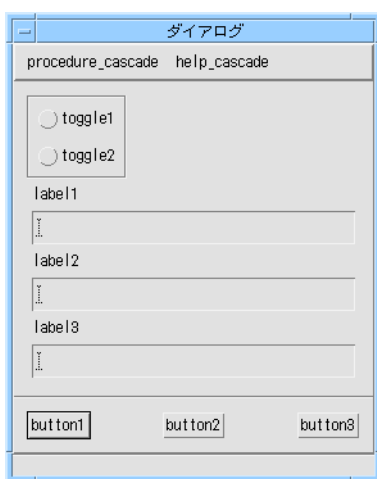 ダイアログ
procedure_cascade help_cascade
toggle1
toggle2
label1
label2
label3
button1 button2 button3